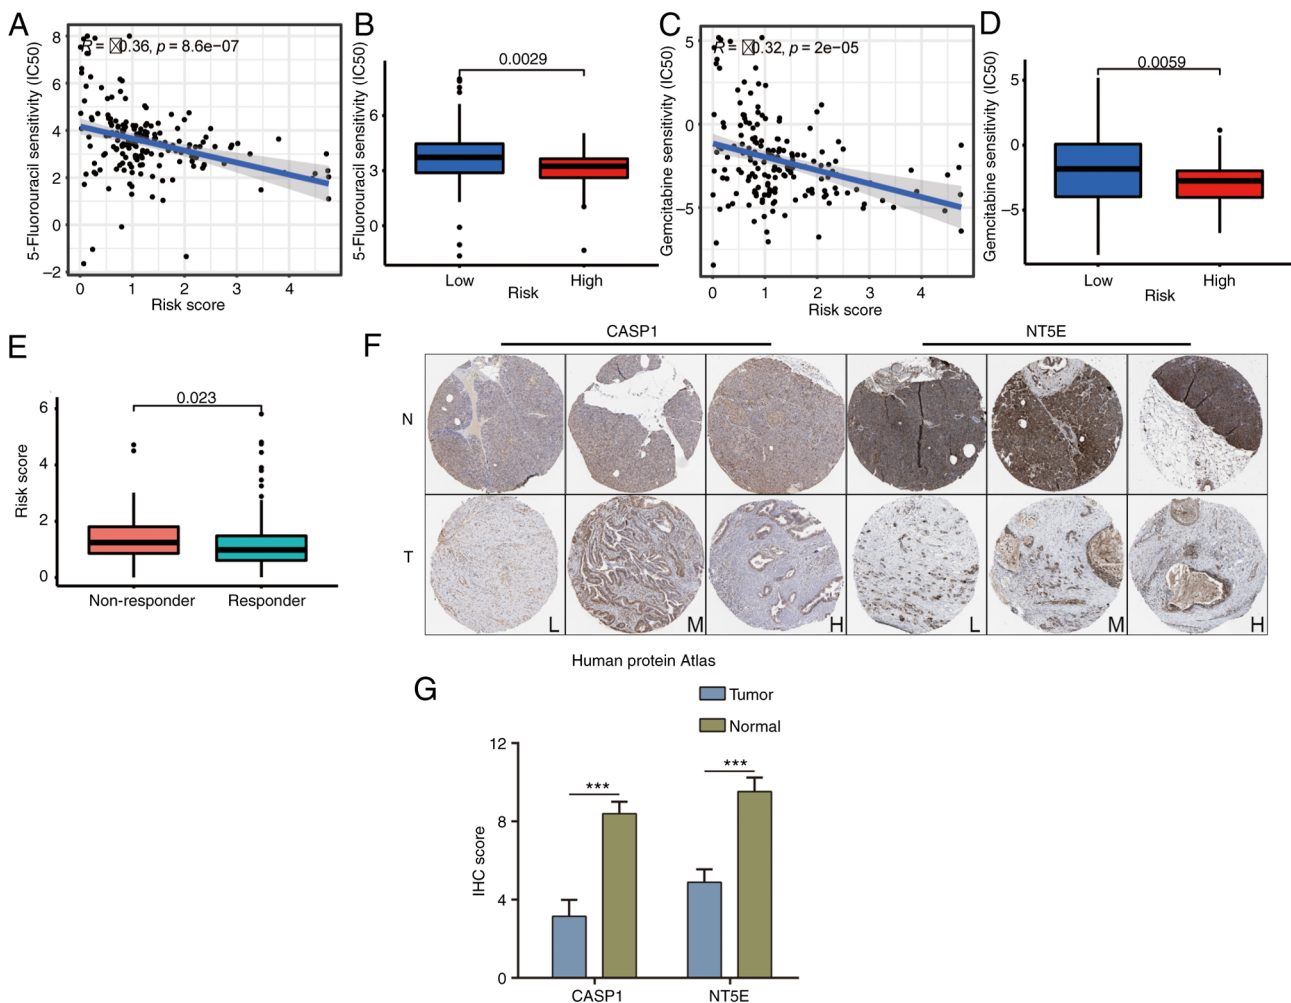 A
5-Fluorouracil sensitivity (IC50)
8
6
4
2
0
−2
R = 0.36, p = 8.6e−07
0 1 2 3 4
Risk score
B
5-Fluorouracil sensitivity (IC50)
6
3
0
0.0029
Low High
Risk
C
Gemcitabine sensitivity (IC50)
5
0
−5
R = 0.32, p = 2e−05
0 1 2 3 4
Risk score
D
Gemcitabine sensitivity (IC50)
5
0
−5
0.0059
Low High
Risk
E
Risk score
6
4
2
0
0.023
Non-responder Responder
F
CASP1 NT5E
N
T
L M H L M H
Human protein Atlas
G
Tumor
Normal
IHC score
12
8
4
0
*** ***
CASP1 NT5E